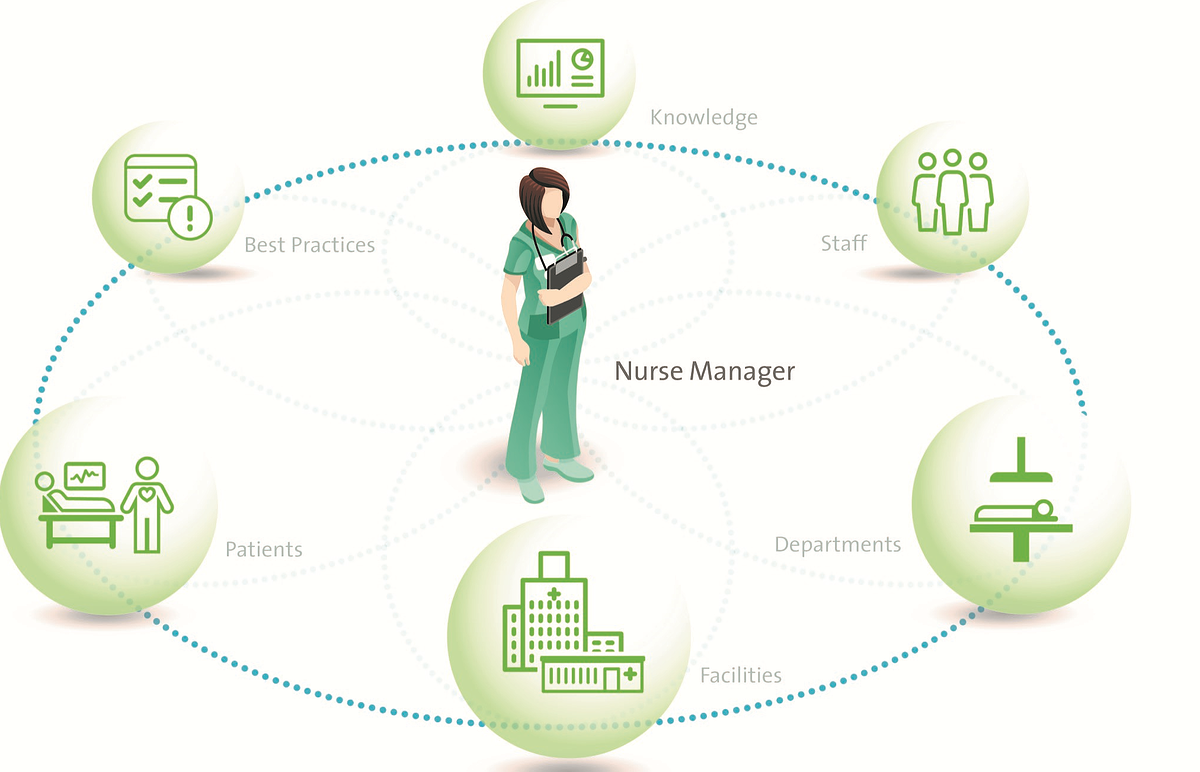 Knowledge
Best Practices
Staff
Nurse Manager
Patients
Departments
Facilities